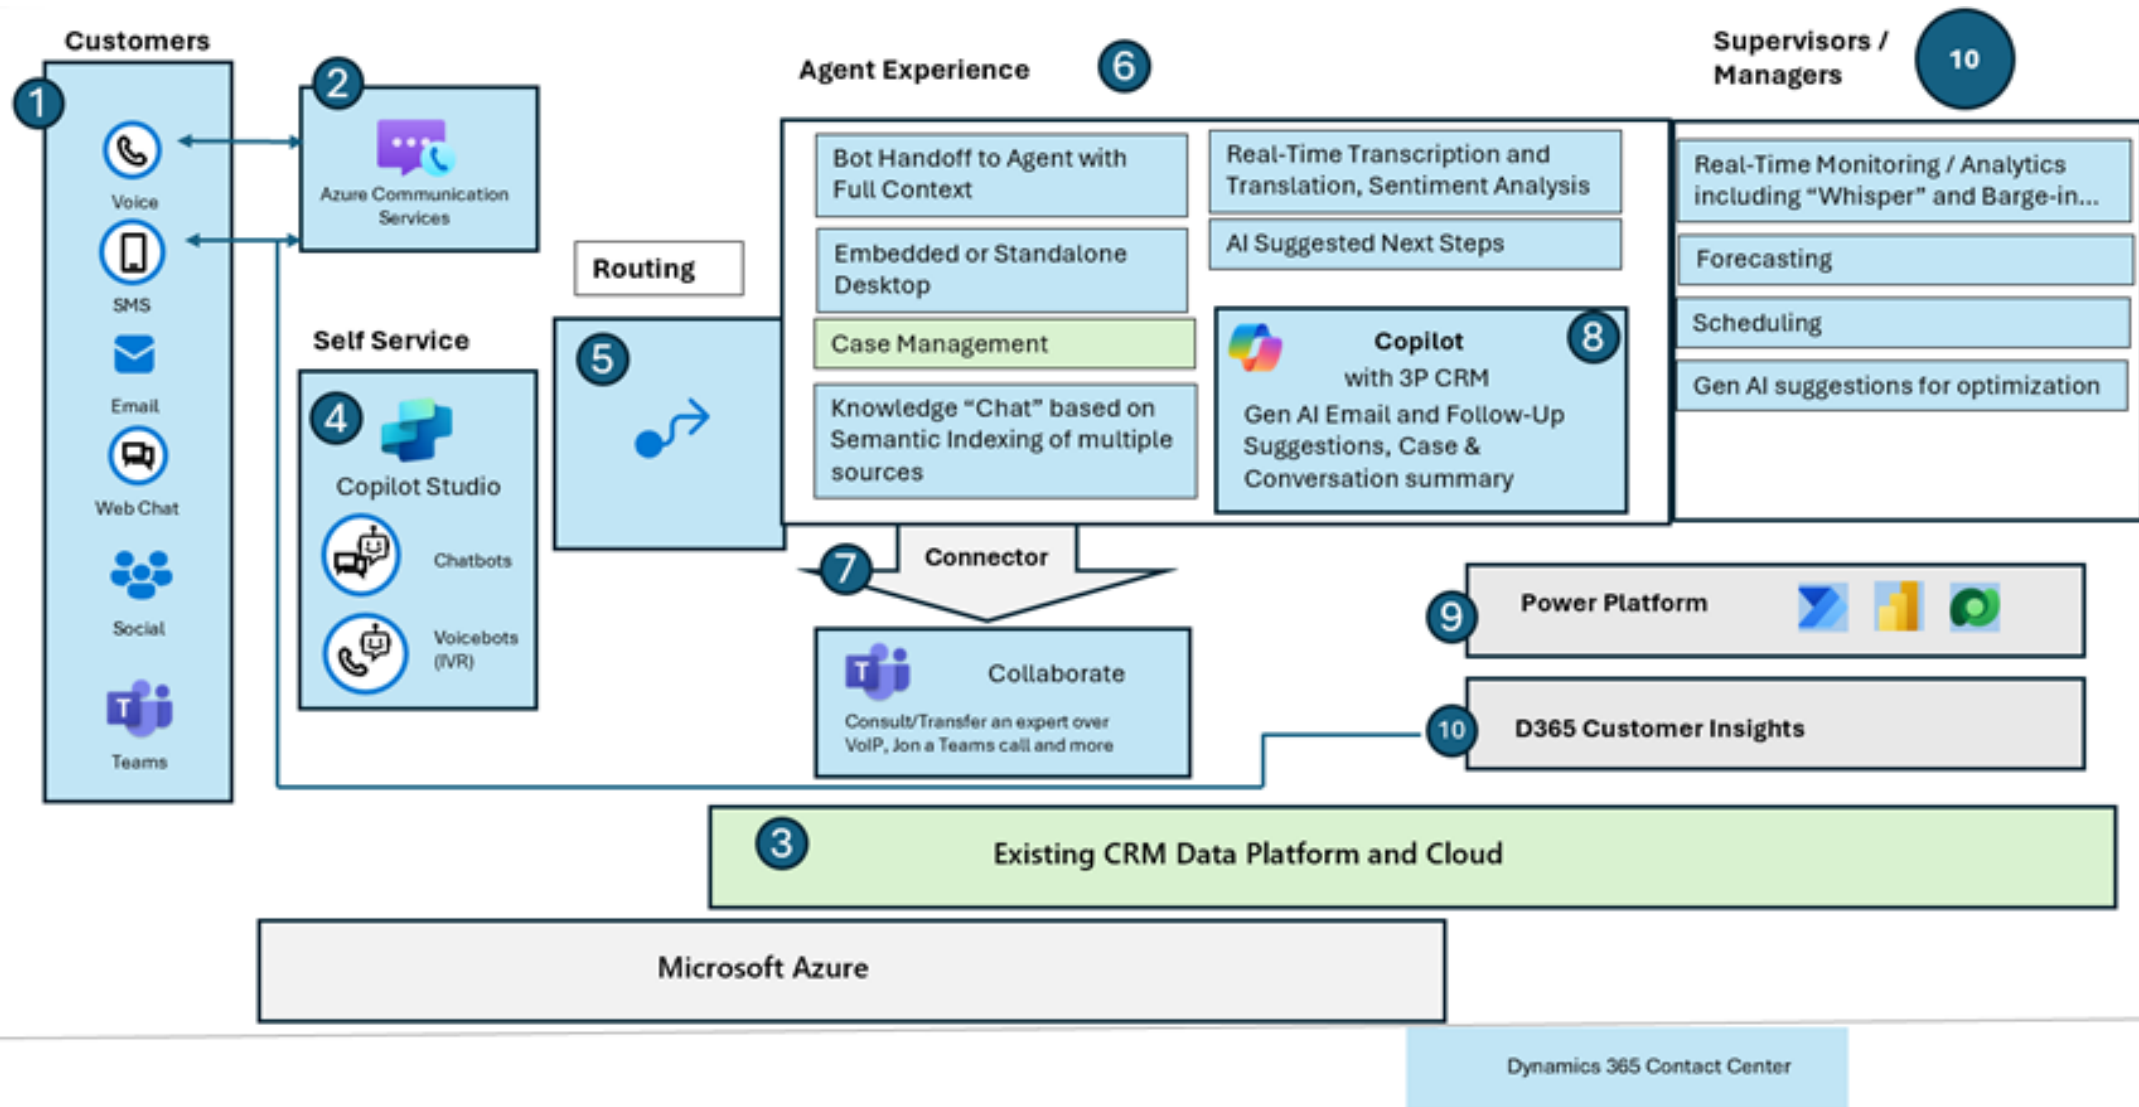 Customers
1
Voice
SMS
Email
Web Chat
Social
T
Teams
2
Azure Communication
Services
Self Service
4
Copilot Studio
Chatbots
Voicebots
(IVR)
Routing
5
Agent Experience
6
Bot Handoff to Agent with
Full Context
Embedded or Standalone
Desktop
Case Management
Knowledge “Chat” based on
Semantic Indexing of multiple
sources
Real-Time Transcription and
Translation, Sentiment Analysis
AI Suggested Next Steps
8
Copilot
with 3P CRM
Gen AI Email and Follow-Up
Suggestions, Case &
Conversation summary
Supervisors /
Managers
10
Real-Time Monitoring / Analytics
including “Whisper” and Barge-in...
Forecasting
Scheduling
Gen AI suggestions for optimization
7
Connector
T
Collaborate
Consult/Transfer an expert over
VoIP, Jon a Teams call and more
9
Power Platform
10
D365 Customer Insights
3
Existing CRM Data Platform and Cloud
Microsoft Azure
Dynamics 365 Contact Center